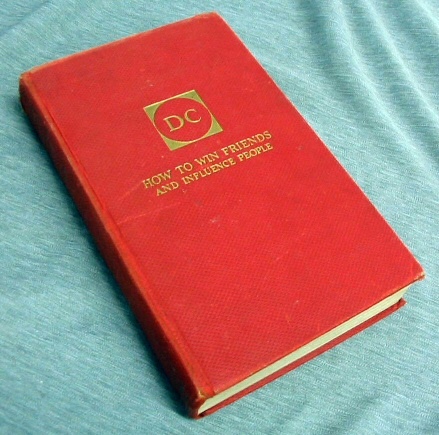 DC
HOW TO WIN FRIENDS
AND INFLUENCE PEOPLE